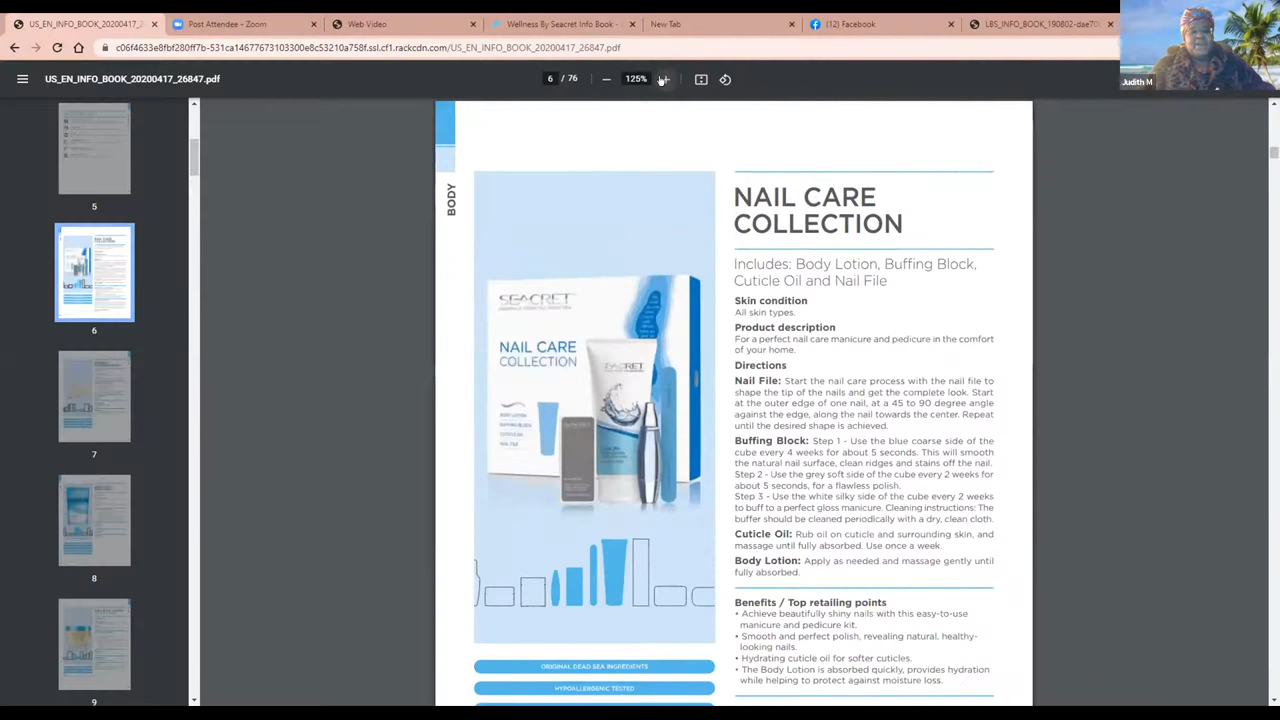 US_EN_INFO_BOOK_20200417_2
Post Attendee - Zoom
Web Video
Wellness By Seacret Info Book -
New Tab
(12) Facebook
LBS_INFO_BOOK_190802-dae70
c06f4633e8fbf280ff7b-531ca14677673103300e8c53210a758f.ssl.cf1.rackcdn.com/US_EN_INFO_BOOK_20200417_26847.pdf
Judith M
US_EN_INFO_BOOK_20200417_26847.pdf
6 / 76
125%
5
6
7
8
9
BODY
SEACRET
NAIL CARE
COLLECTION
BODY LOTION
BUFFING BLOCK
CUTICLE OIL
NAIL FILE
SEACRET
SEACRET
ORIGINAL DEAD SEA INGREDIENTS
HYPOALLERGENIC TESTED
NAIL CARE
COLLECTION
Includes: Body Lotion, Buffing Block,
Cuticle Oil and Nail File
Skin condition
All skin types.
Product description
For a perfect nail care manicure and pedicure in the comfort
of your home.
Directions
Nail File: Start the nail care process with the nail file to
shape the tip of the nails and get the complete look. Start
at the outer edge of one nail, at a 45 to 90 degree angle
against the edge, along the nail towards the center. Repeat
until the desired shape is achieved.
Buffing Block: Step 1 - Use the blue coarse side of the
cube every 4 weeks for about 5 seconds. This will smooth
the natural nail surface, clean ridges and stains off the nail.
Step 2 - Use the grey soft side of the cube every 2 weeks for
about 5 seconds, for a flawless polish.
Step 3 - Use the white silky side of the cube every 2 weeks
to buff to a perfect gloss manicure. Cleaning instructions: The
buffer should be cleaned periodically with a dry, clean cloth.
Cuticle Oil: Rub oil on cuticle and surrounding skin, and
massage until fully absorbed. Use once a week.
Body Lotion: Apply as needed and massage gently until
fully absorbed.
Benefits / Top retailing points
• Achieve beautifully shiny nails with this easy-to-use
manicure and pedicure kit.
• Smooth and perfect polish, revealing natural, healthy-
looking nails.
• Hydrating cuticle oil for softer cuticles.
• The Body Lotion is absorbed quickly, provides hydration
while helping to protect against moisture loss.